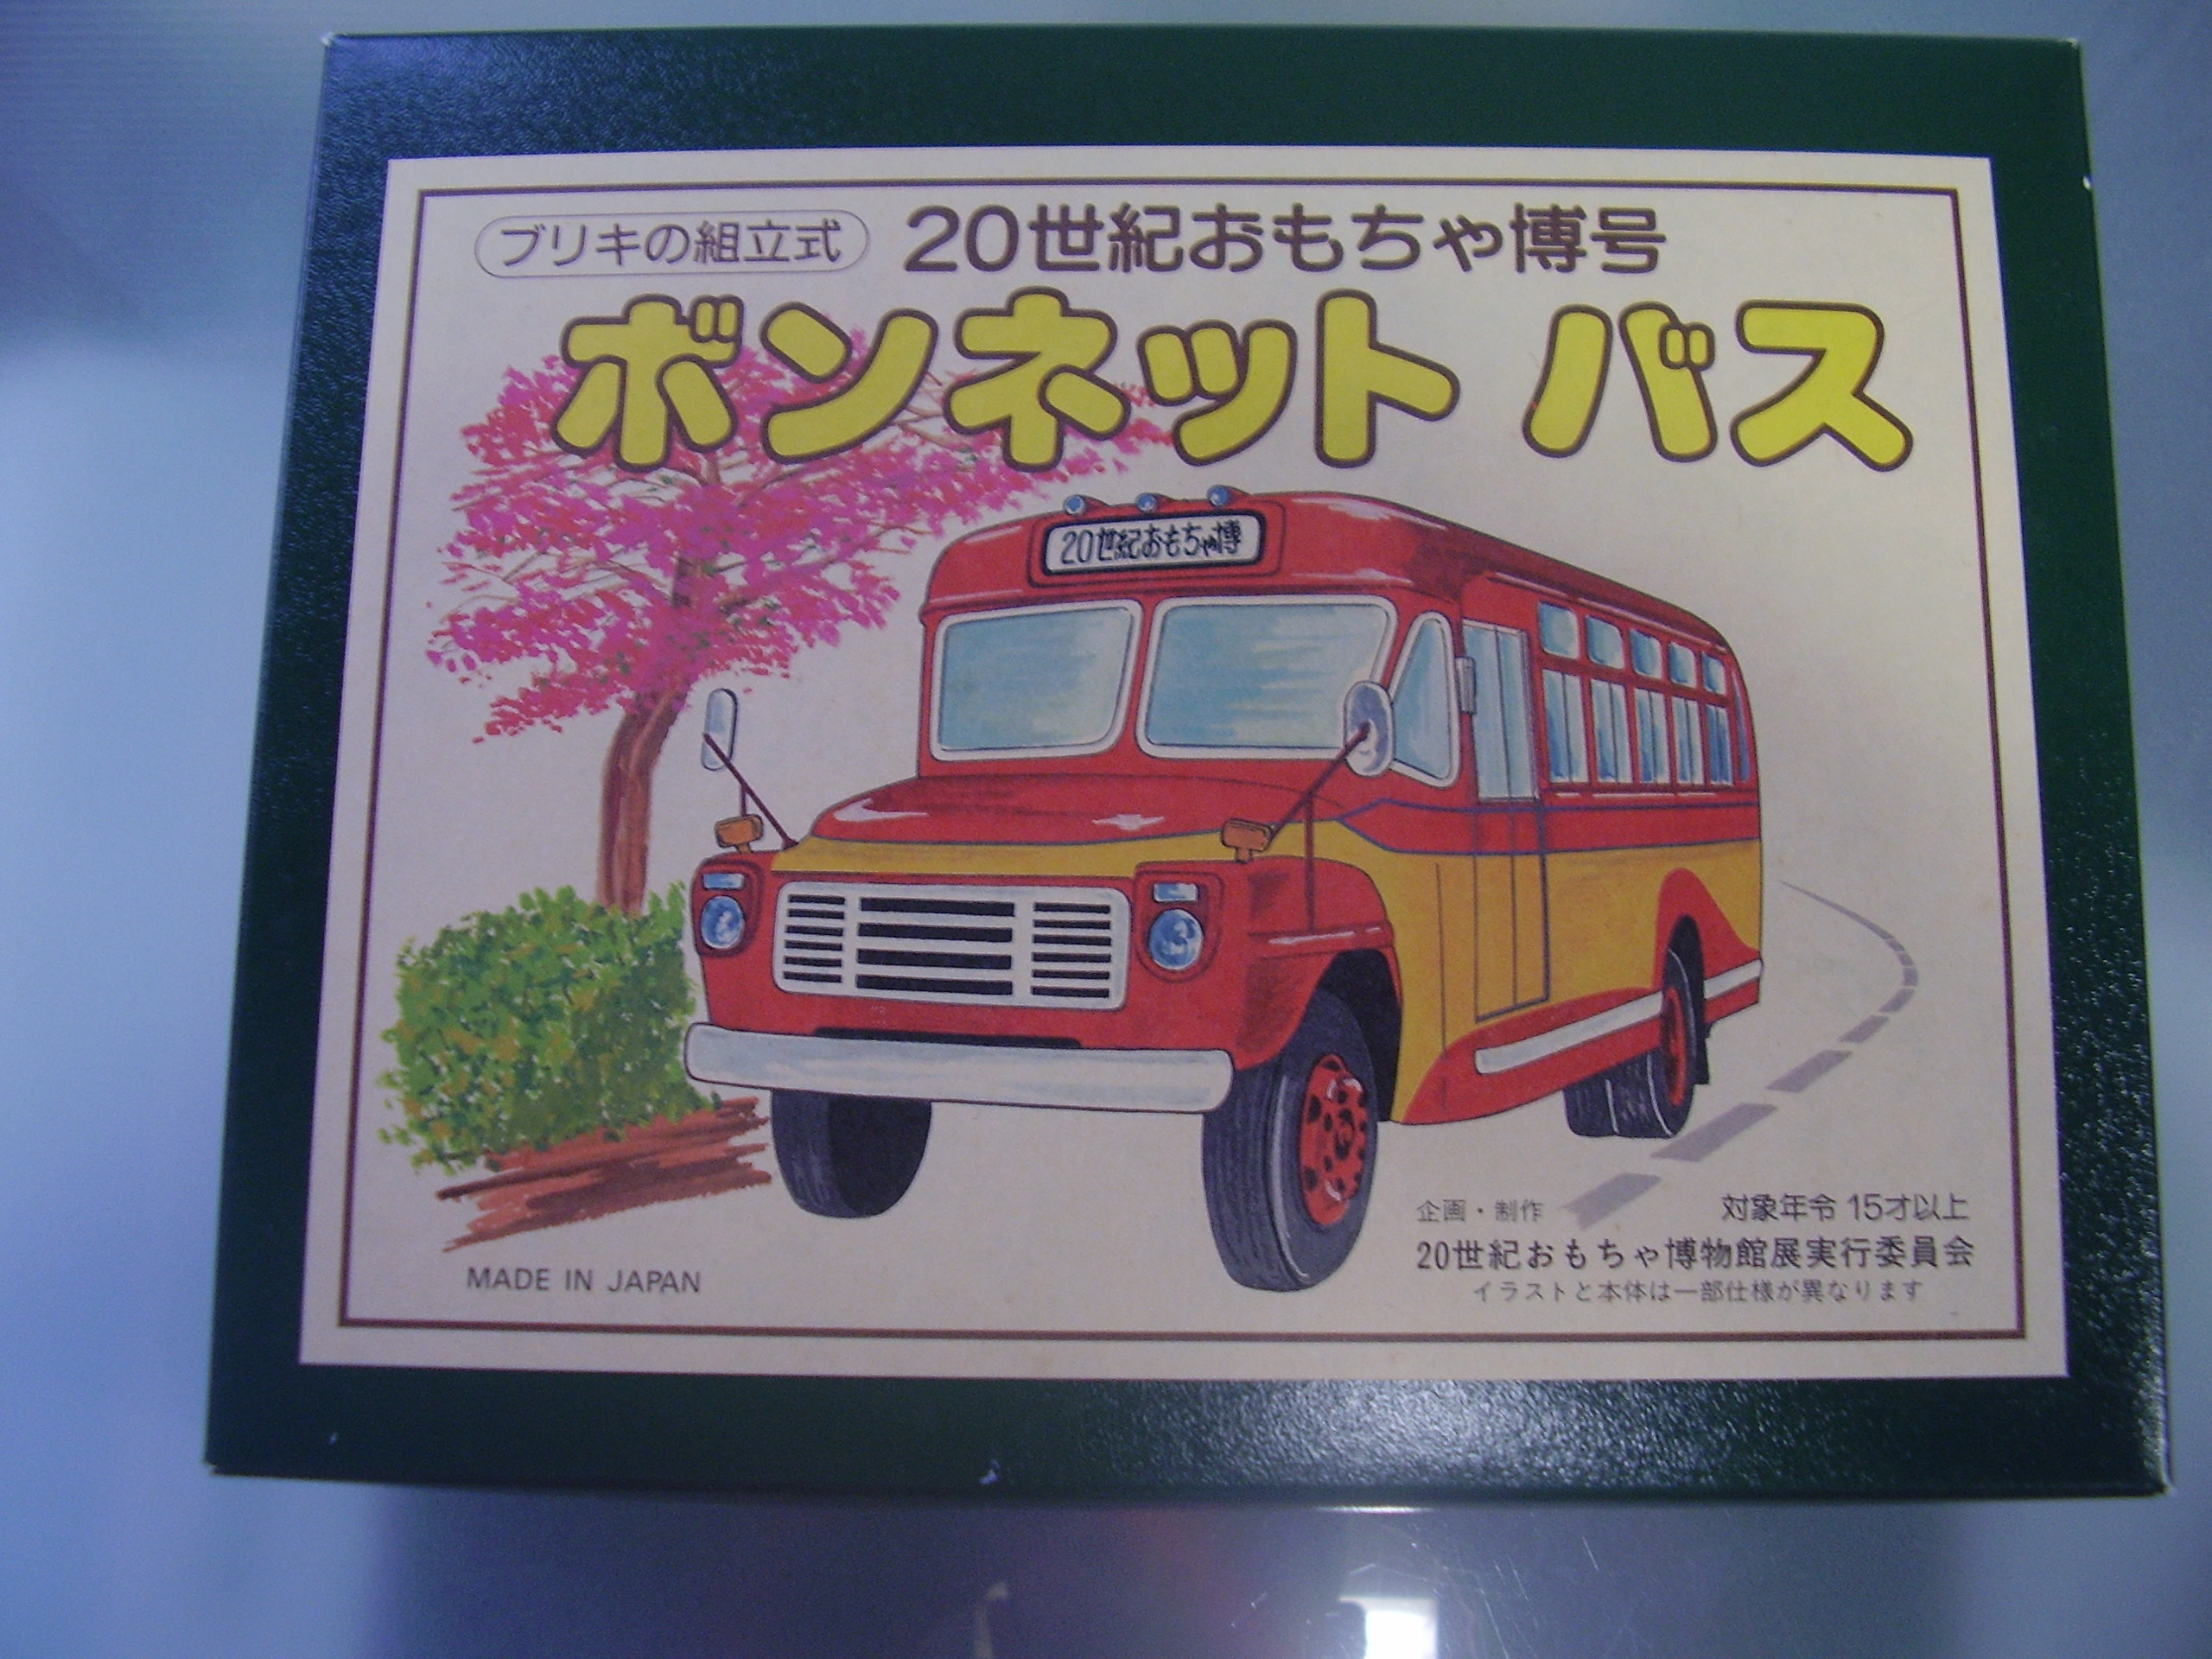 ブリキの組立式 20世紀おもちゃ博号
ボンネット バス
20世紀おもちゃ博
企画・制作 対象年令 15才以上
20世紀おもちゃ博物館展実行委員会
イラストと本体は一部仕様が異なります
MADE IN JAPAN